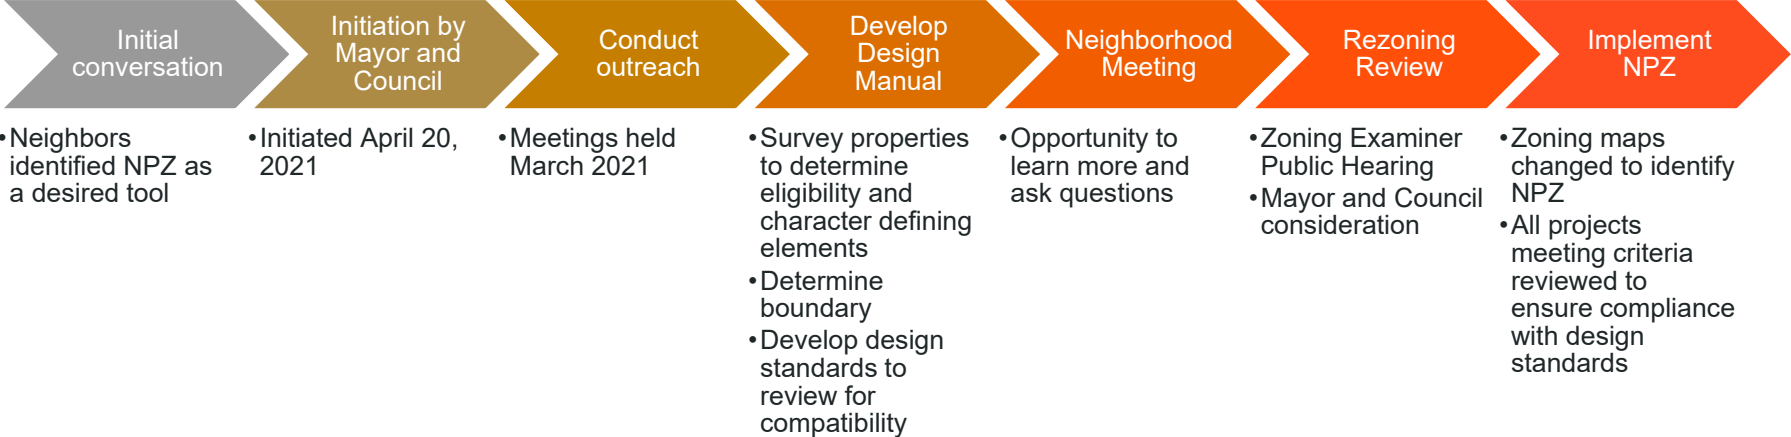 Initial
conversation
Initiation by
Mayor and
Council
Conduct
outreach
Develop
Design
Manual
Neighborhood
Meeting
Rezoning
Review
Implement
NPZ
•Neighbors
identified NPZ as
a desired tool
•Initiated April 20,
2021
•Meetings held
March 2021
•Survey properties
to determine
eligibility and
character defining
elements
•Determine
boundary
•Develop design
standards to
review for
compatibility
•Opportunity to
learn more and
ask questions
•Zoning Examiner
Public Hearing
•Mayor and Council
consideration
•Zoning maps
changed to identify
NPZ
•All projects
meeting criteria
reviewed to
ensure compliance
with design
standards